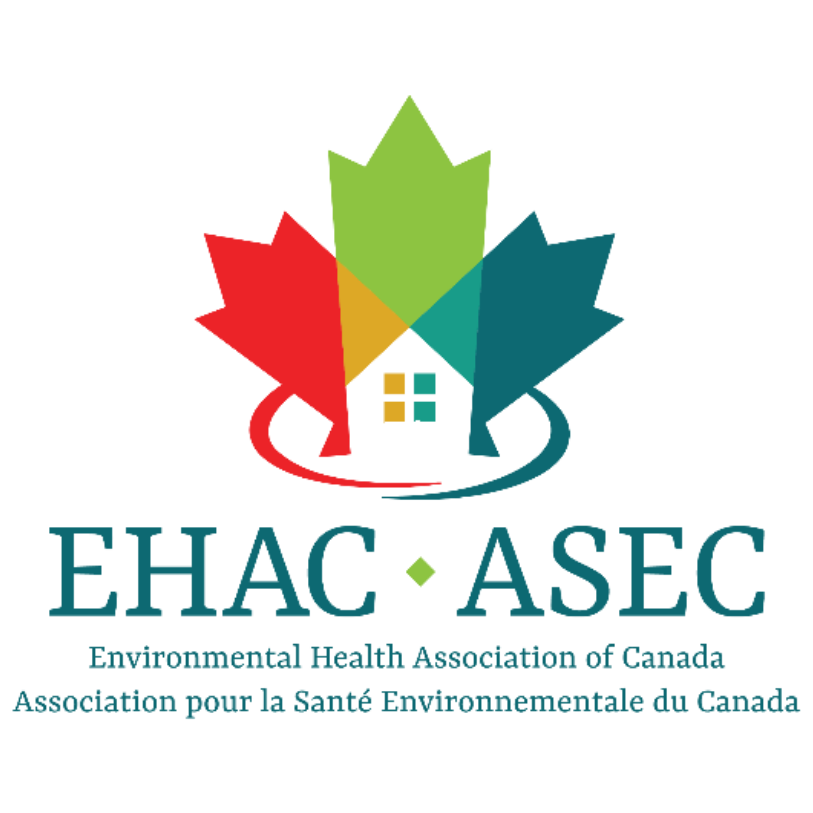 EHAC · ASEC
Environmental Health Association of Canada
Association pour la Santé Environnementale du Canada